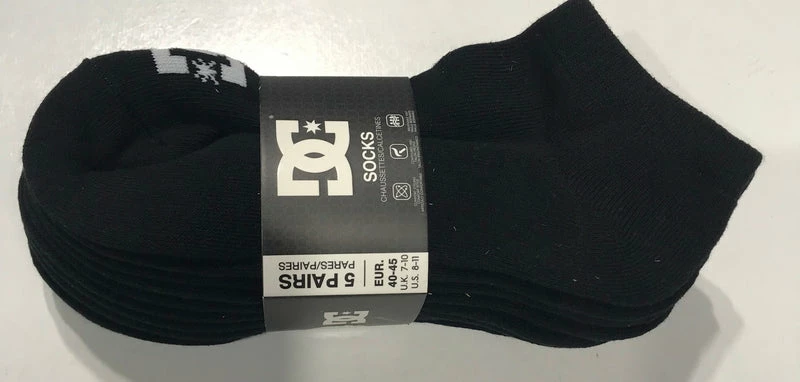 DC
SOCKS
CHAUSSETTES/CALCETINES
5 PAIRS
PARES/PAIRES
EUR.
40-45
U.K. 7-10
U.S. 8-11